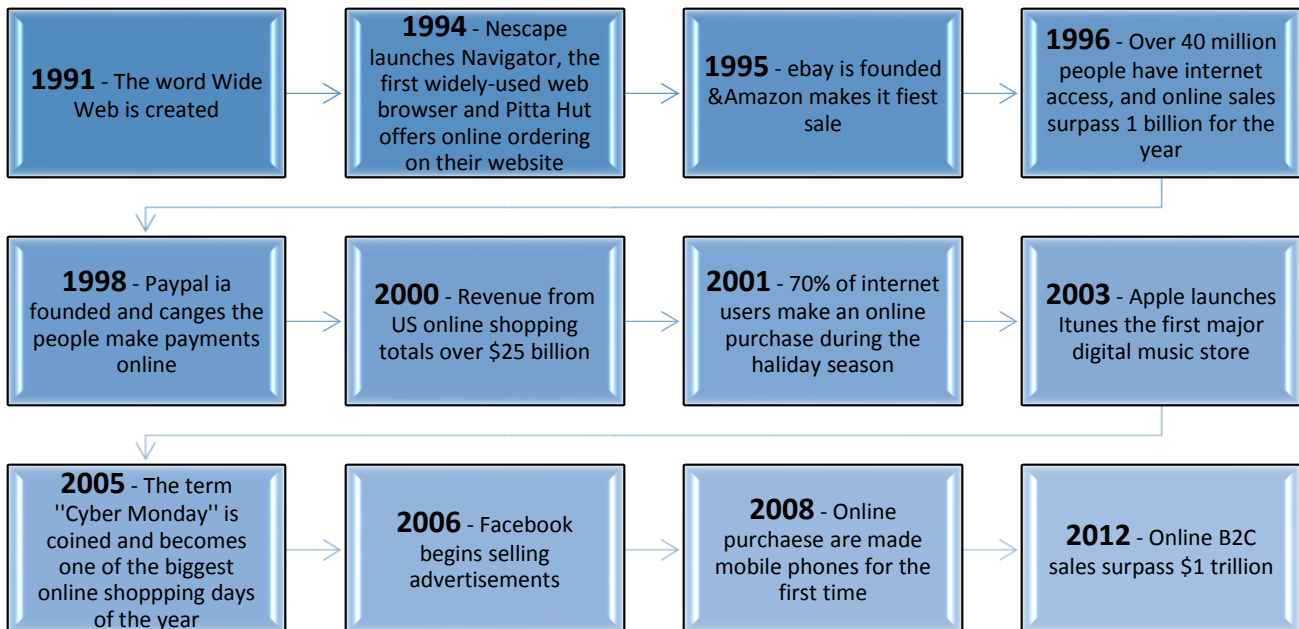 1991 - The word Wide
Web is created
1994 - Nescape
launches Navigator, the
first widely-used web
browser and Pitta Hut
offers online ordering
on their website
1995 - ebay is founded
&Amazon makes it fiest
sale
1996 - Over 40 million
people have internet
access, and online sales
surpass 1 billion for the
year
1998 - Paypal ia
founded and canges the
people make payments
online
2000 - Revenue from
US online shopping
totals over $25 billion
2001 - 70% of internet
users make an online
purchase during the
haliday season
2003 - Apple launches
Itunes the first major
digital music store
2005 - The term
''Cyber Monday'' is
coined and becomes
one of the biggest
online shoppping days
of the year
2006 - Facebook
begins selling
advertisements
2008 - Online
purchaese are made
mobile phones for the
first time
2012 - Online B2C
sales surpass $1 trillion